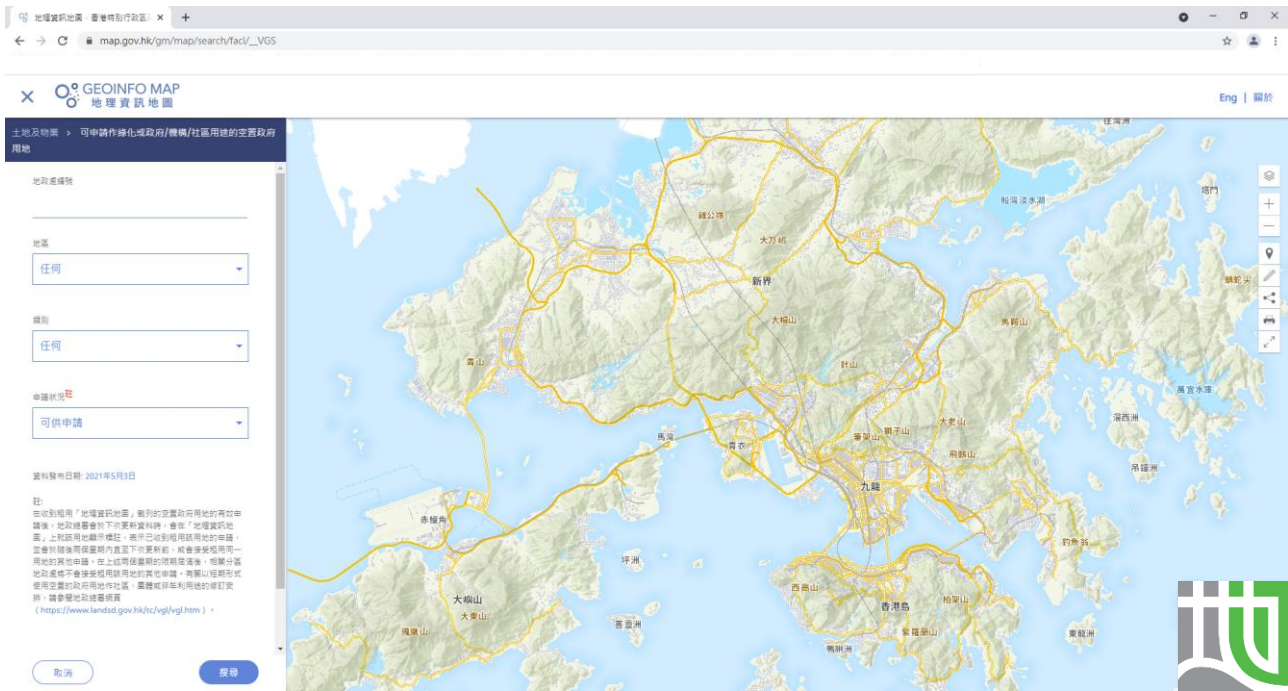 地理資訊地圖 - 香港特別行政區
map.gov.hk/gm/map/search/faci/__VGS
GEOINFO MAP
地理資訊地圖
Eng | 關於
土地及物業 > 可申請作綠化或政府/機構/社區用途的空置政府
用地
地政處編號
地區
任何
類別
任何
申請狀況註
可供申請
資料發布日期: 2021年5月3日
註:
在收到租用「地理資訊地圖」載列的空置政府用地的有效申
請後，地政總署會於下次更新資料時，會在「地理資訊地
圖」上就該用地顯示標註，表示已收到租用該用地的申請，
並會於隨後兩個星期內直至下次更新前，或會接受租用同一
用地的其他申請。在上述兩個星期的限期屆滿後，相關分區
地政處將不會接受租用該用地的其他申請。有關以短期形式
使用空置的政府用地作社區、團體或非牟利用途的修訂安
排，請參閱地政總署網頁
（https://www.landsd.gov.hk/tc/vgl/vgl.htm）。
取消
搜尋
往灣洲
塔門
船灣淡水湖
雞公嶺
大刀屻
新界
蚺蛇尖
大帽山
馬鞍山
青山
針山
萬宜水庫
滘西洲
大老山
獅子山
筆架山
馬灣
青衣
飛鵝山
吊鐘洲
九龍
赤鱲角
釣魚翁
坪洲
西高山
香港島
柏架山
大嶼山
大東山
喜靈洲
紫羅蘭山
東龍洲
鳳凰山
鴨脷洲